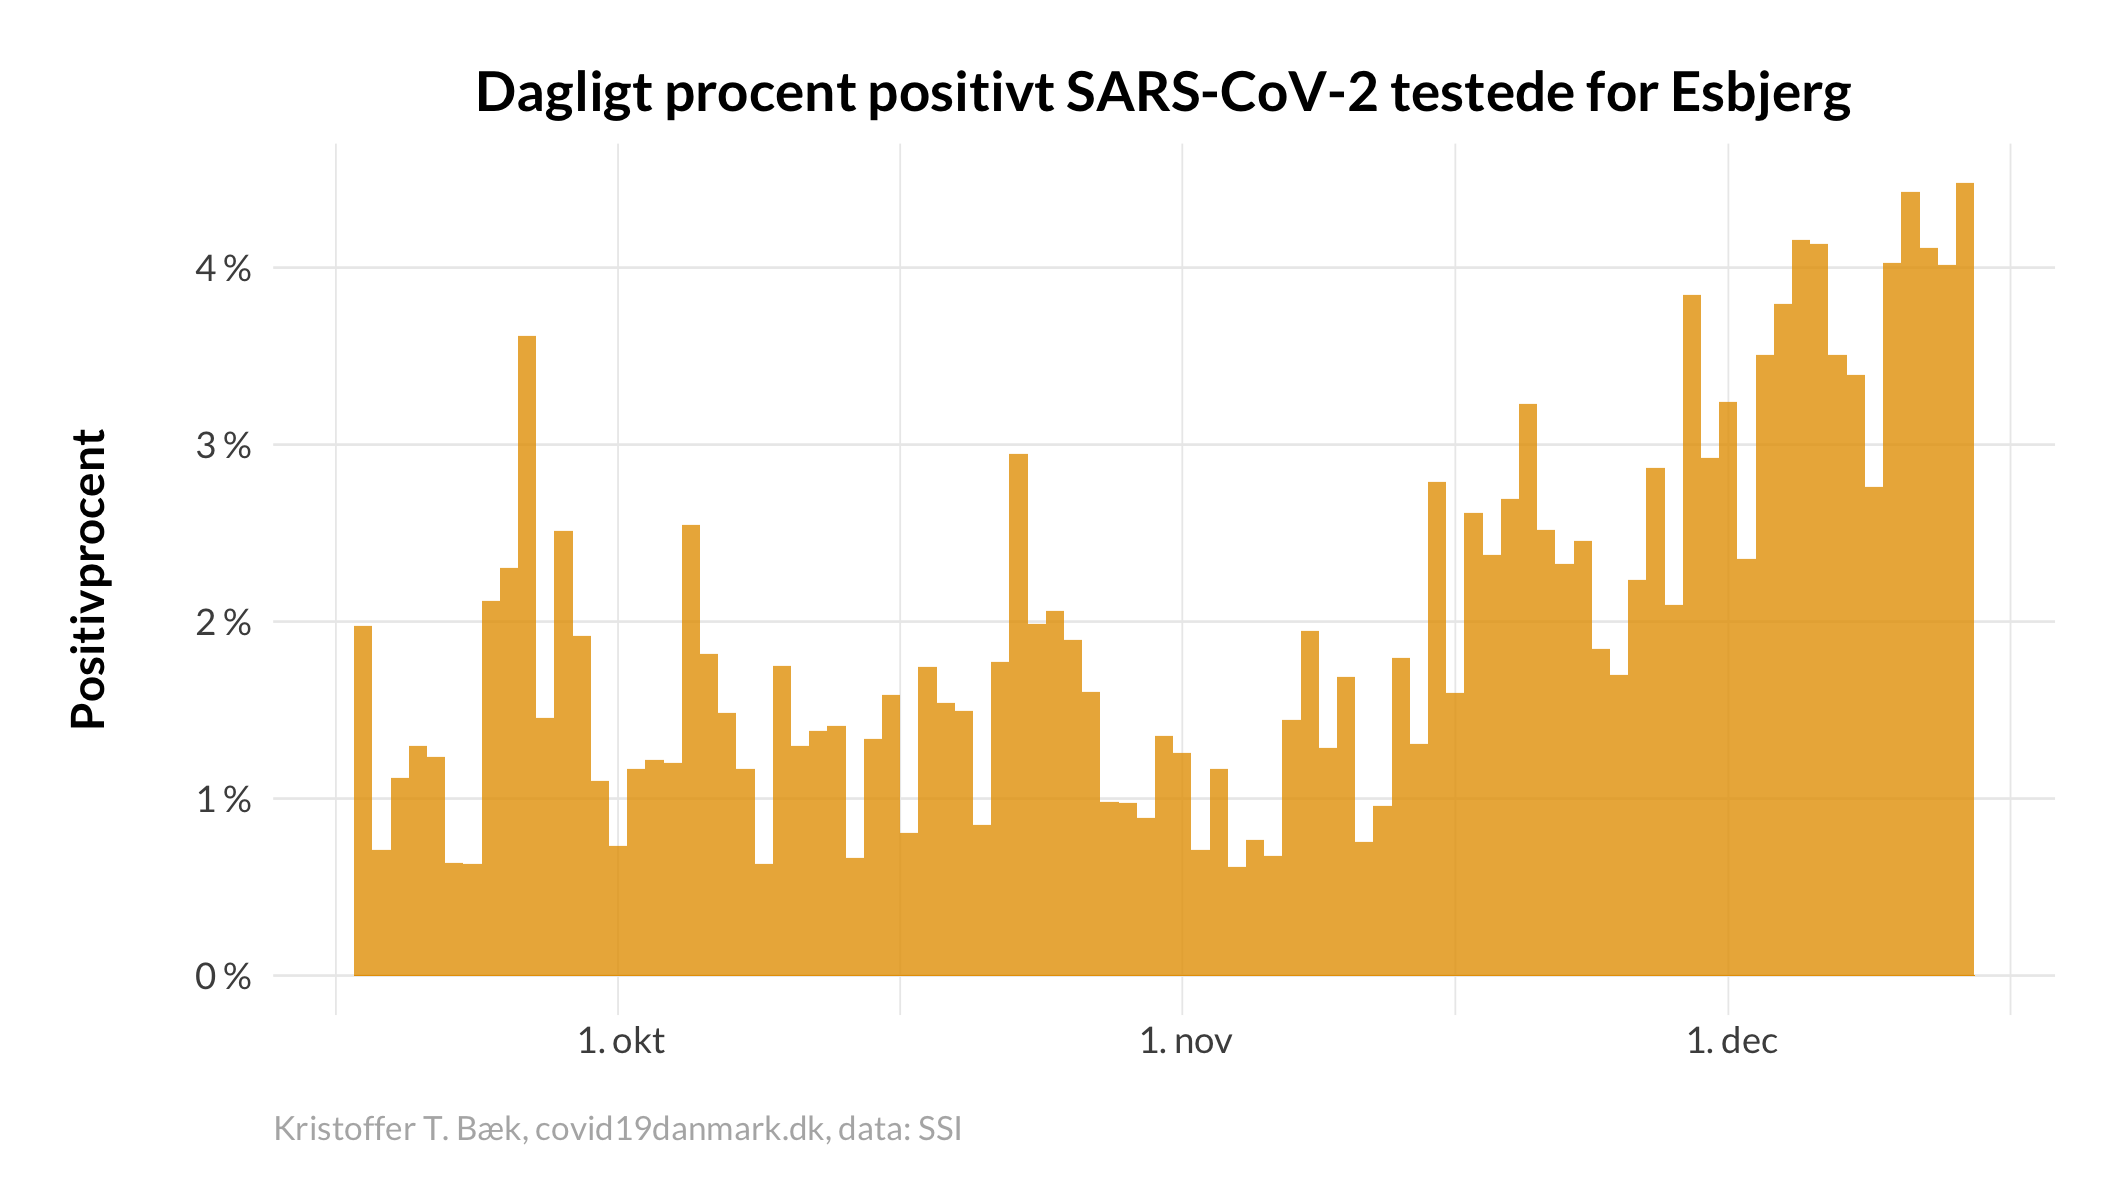 Dagligt procent positivt SARS-CoV-2 testede for Esbjerg
Positivprocent
4 %
3 %
2 %
1 %
0 %
1. okt
1. nov
1. dec
Kristoffer T. Bæk, covid19danmark.dk, data: SSI